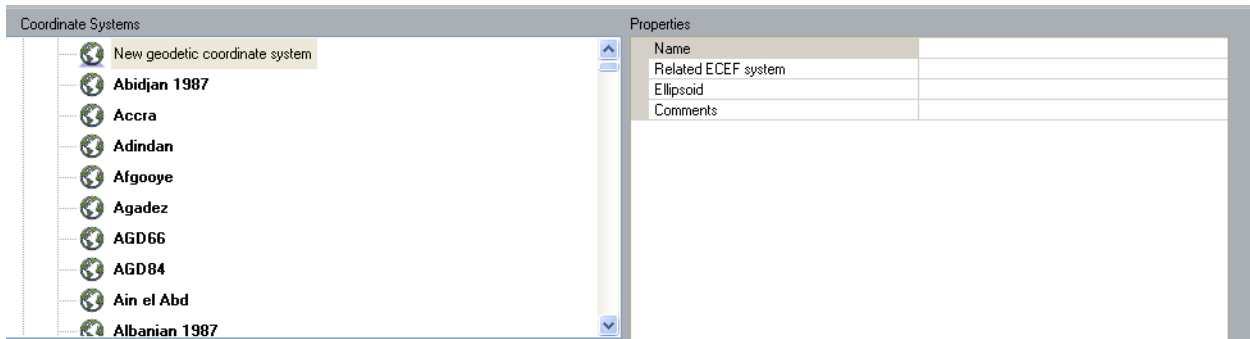 Coordinate Systems
New geodetic coordinate system
Abidjan 1987
Accra
Adindan
Afgooye
Agadez
AGD66
AGD84
Ain el Abd
Albanian 1987
Properties
Name
Related ECEF system
Ellipsoid
Comments